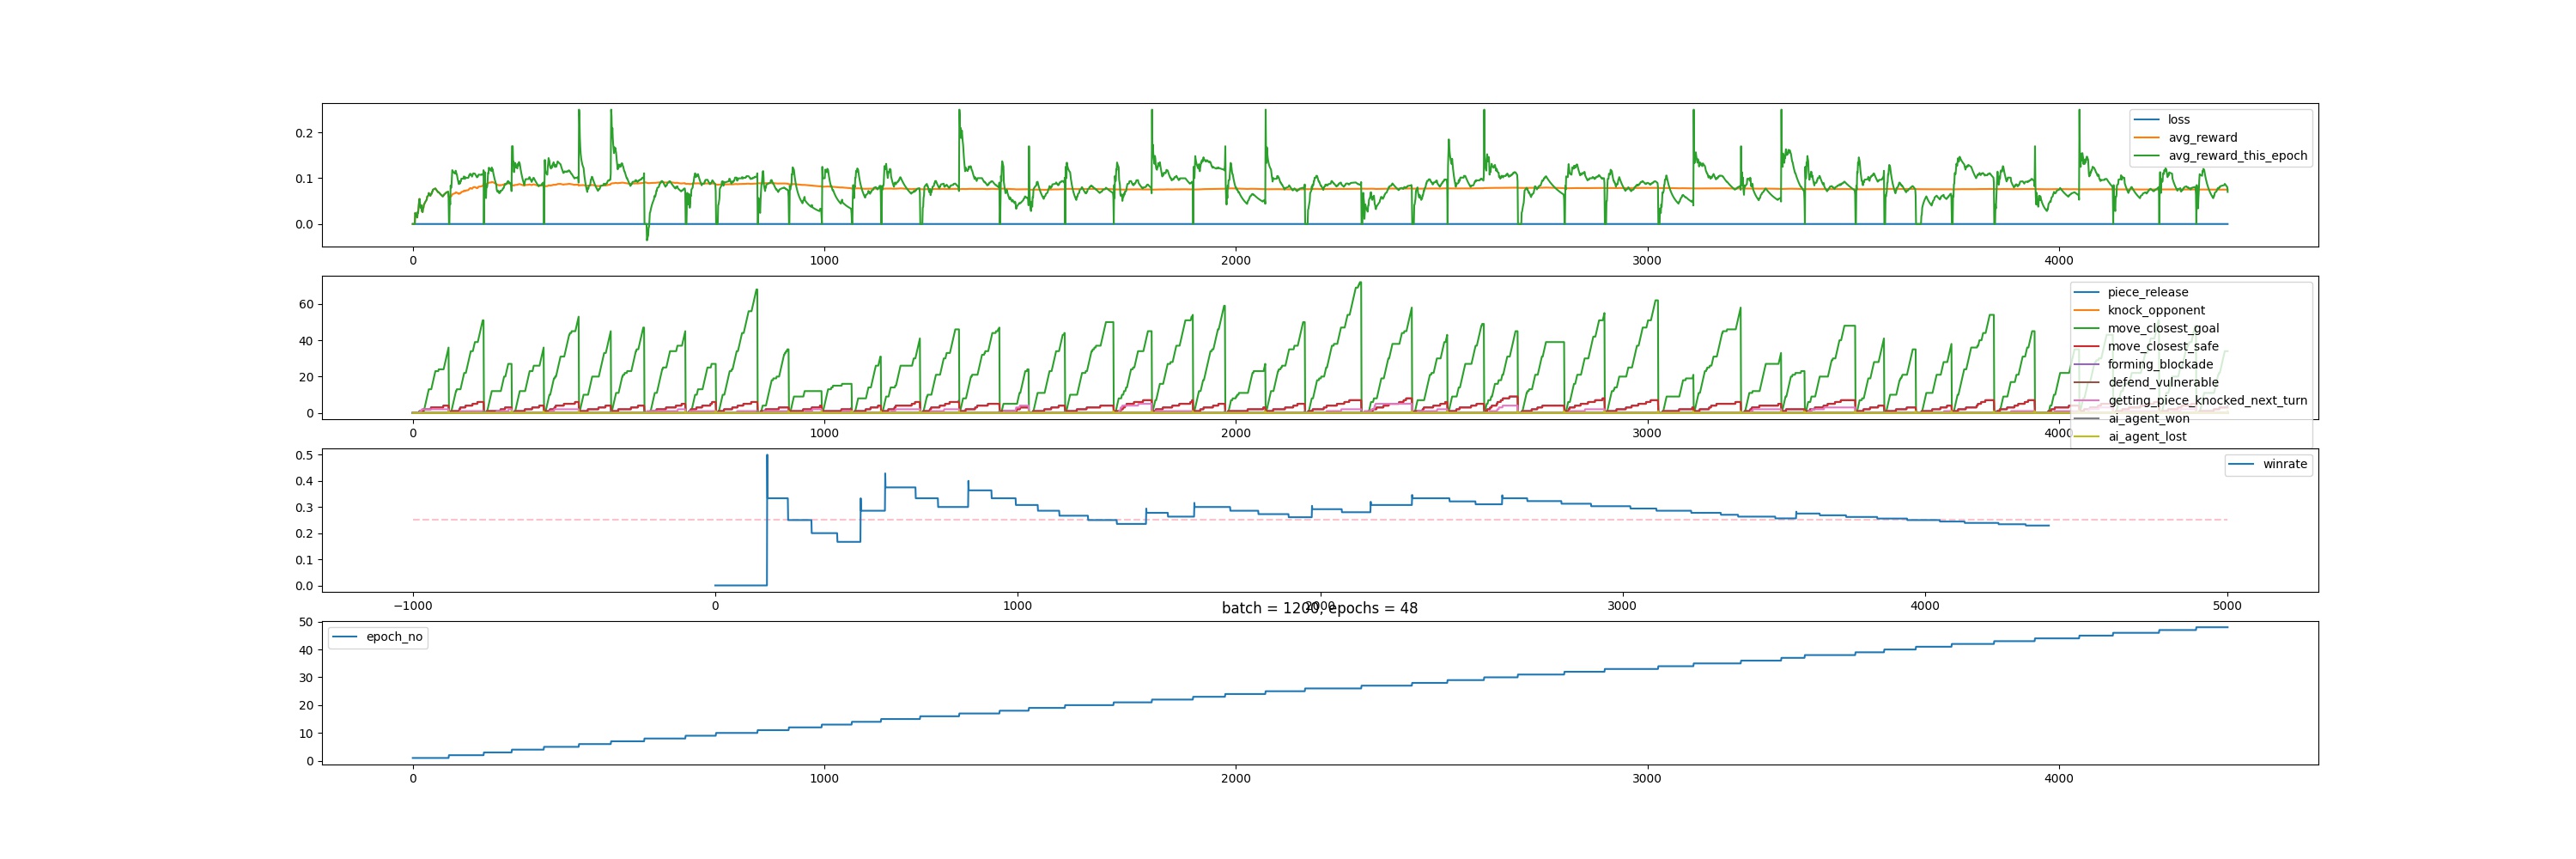 0.2
0.1
0.0
loss
avg_reward
avg_reward_this_epoch
0 1000 2000 3000 4000
60
40
20
0
piece_release
knock_opponent
move_closest_goal
move_closest_safe
forming_blockade
defend_vulnerable
getting_piece_knocked_next_turn
ai_agent_won
ai_agent_lost
0 1000 2000 3000 4000
0.5
0.4
0.3
0.2
0.1
0.0
winrate
−1000 0 1000 2000 3000 4000 5000
batch = 1200, epochs = 48
50
40
30
20
10
0
epoch_no
0 1000 2000 3000 4000